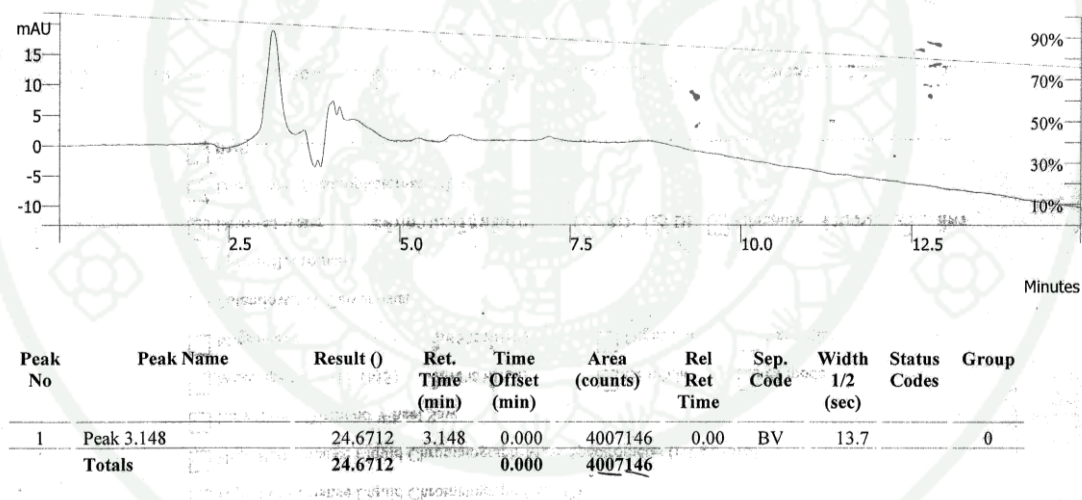 mAU
15
10
5
0
-5
-10
90%
70%
50%
30%
10%
2.5 5.0 7.5 10.0 12.5
Minutes
Peak No Peak Name Result () Ret. Time (min) Time Offset (min) Area (counts) Rel Ret Time Sep. Code Width 1/2 (sec) Status Codes Group
1 Peak 3.148 24.6712 3.148 0.000 4007146 0.00 BV 13.7 0
Totals 24.6712 0.000 4007146